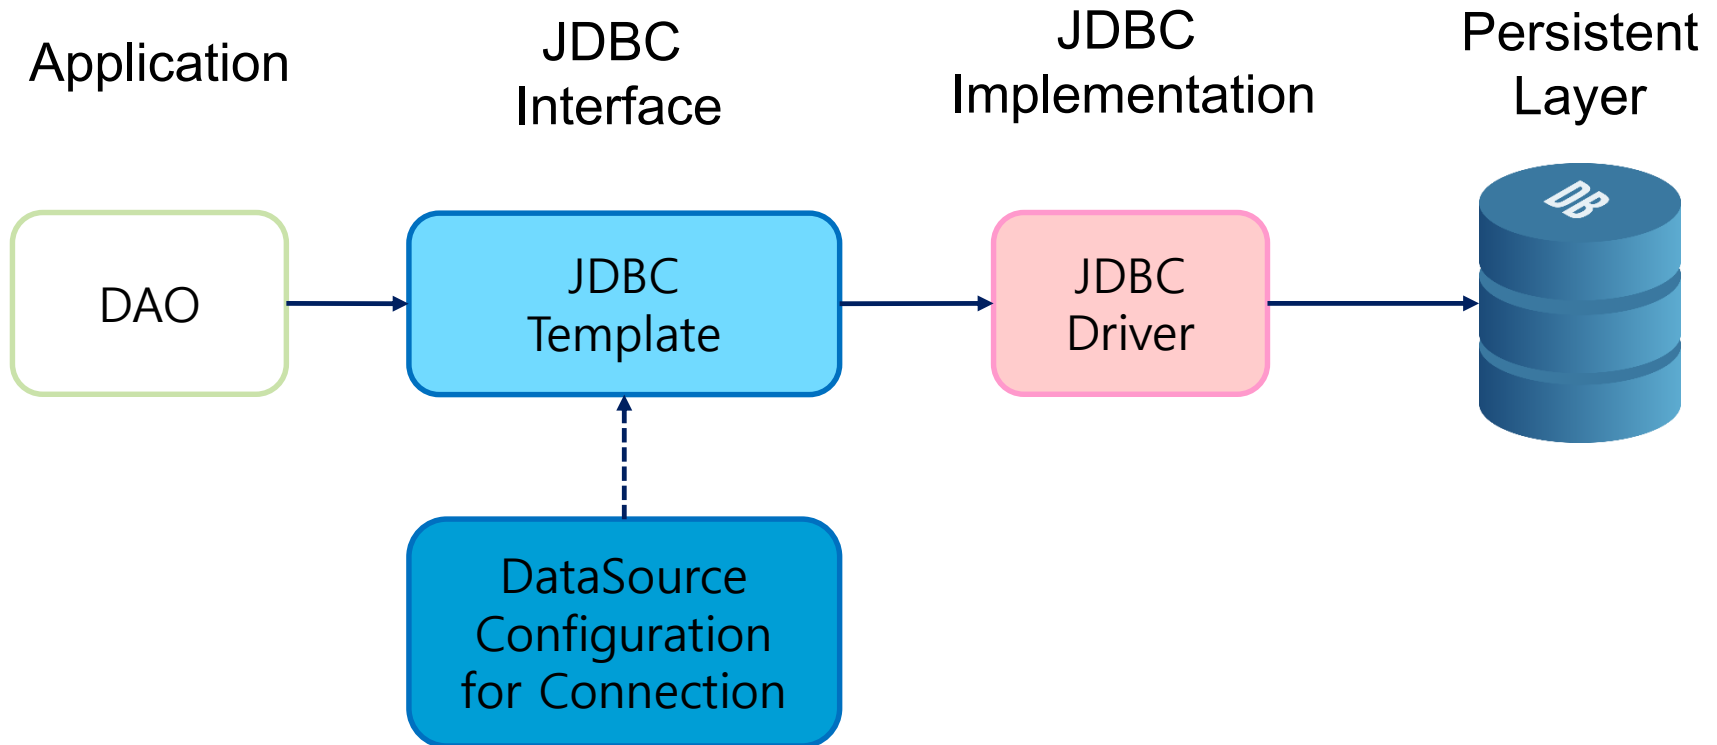 Application
JDBC
Interface
JDBC
Implementation
Persistent
Layer
DAO
JDBC
Template
JDBC
Driver
DB
DataSource
Configuration
for Connection